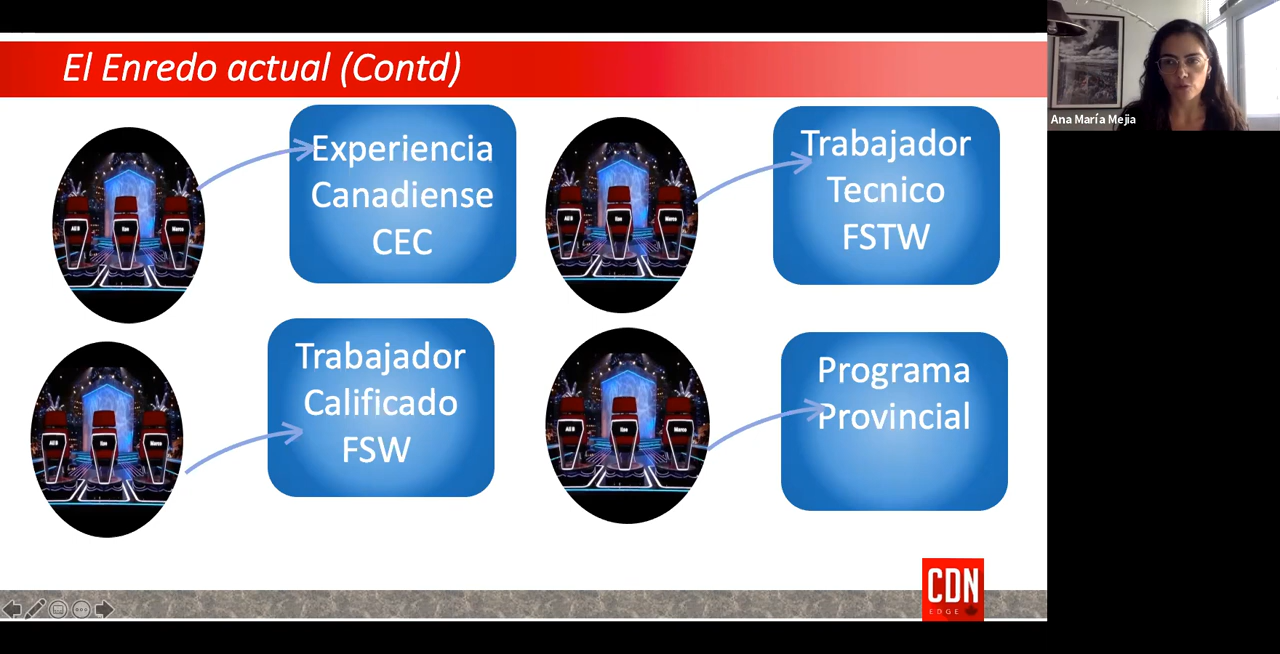 El Enredo actual (Contd)
Experiencia
Canadiense
CEC
Trabajador
Tecnico
FSTW
Trabajador
Calificado
FSW
Programa
Provincial
CDN
EDGE
Ana María Mejia